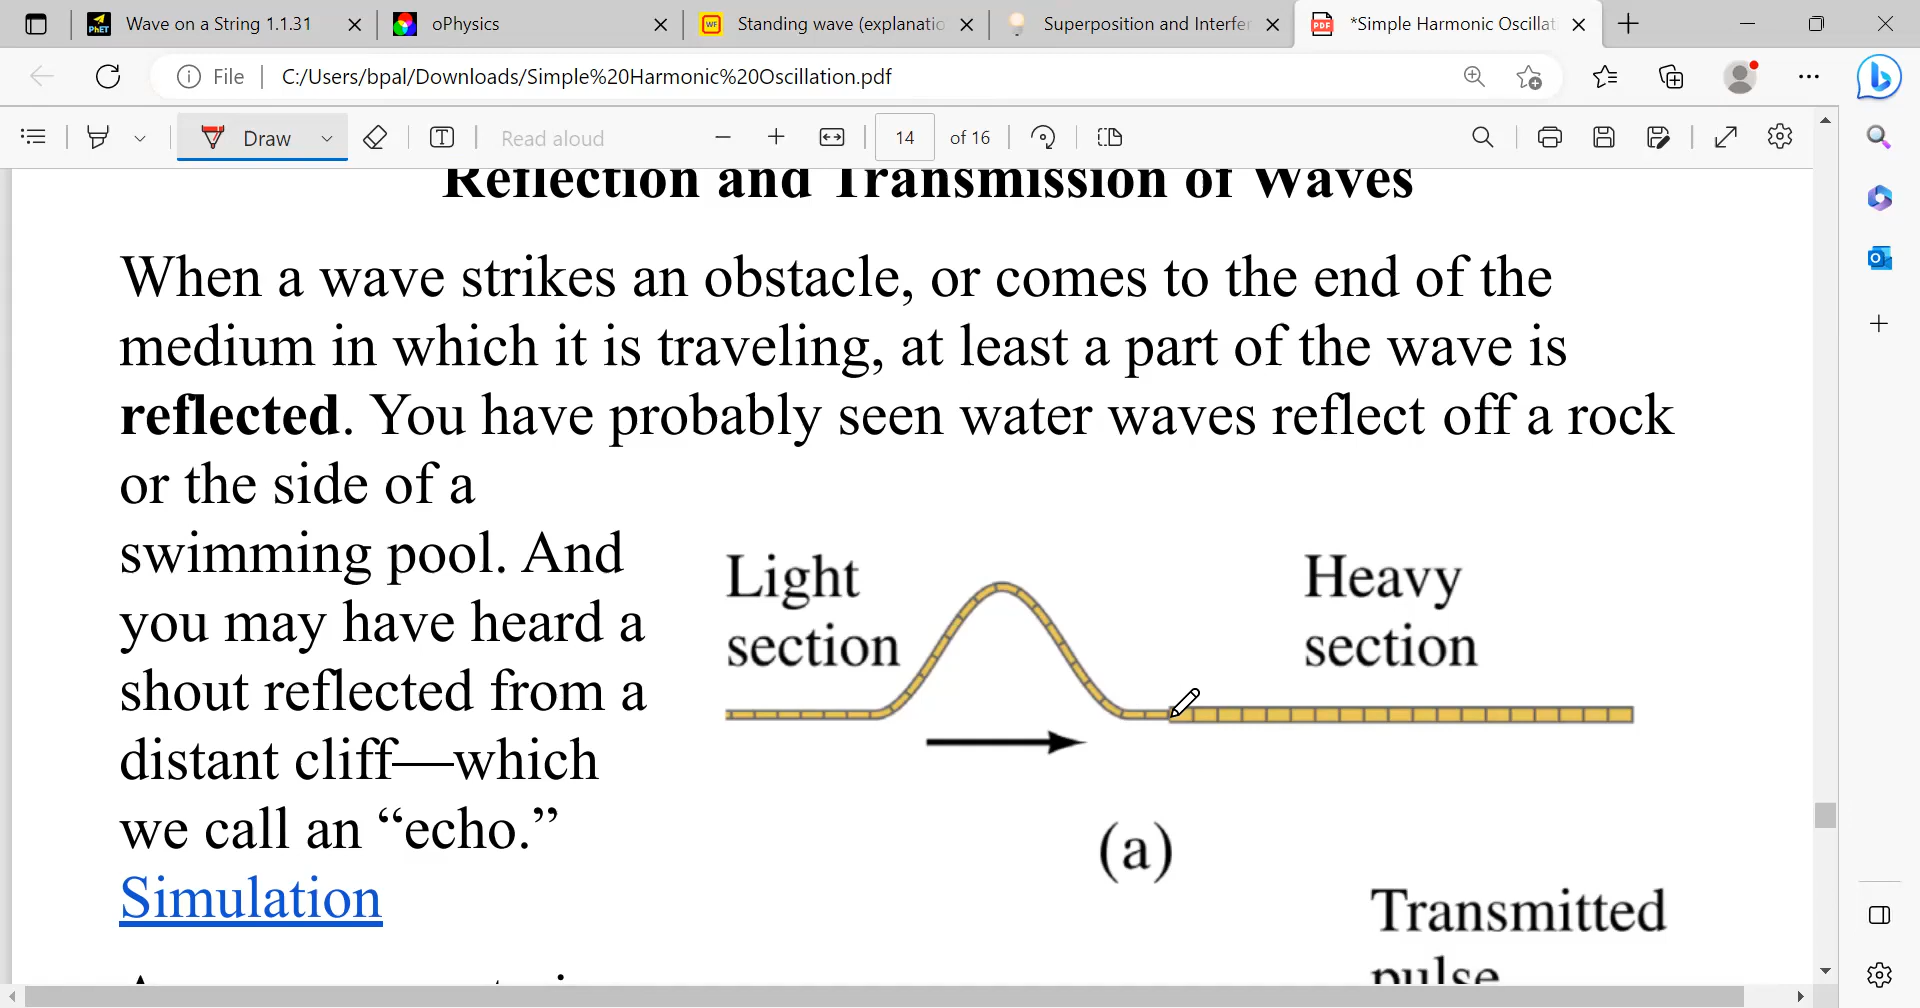 Wave on a String 1.1.31
oPhysics
Standing wave (explanatio
Superposition and Interfer
*Simple Harmonic Oscillat
File
C:/Users/bpal/Downloads/Simple%20Harmonic%20Oscillation.pdf
Draw
Read aloud
14
of 16
Reflection and Transmission of Waves
When a wave strikes an obstacle, or comes to the end of the
medium in which it is traveling, at least a part of the wave is
reflected. You have probably seen water waves reflect off a rock
or the side of a
swimming pool. And
you may have heard a
shout reflected from a
distant cliff—which
we call an “echo.”
Simulation
Light
section
Heavy
section
(a)
Transmitted
pulse